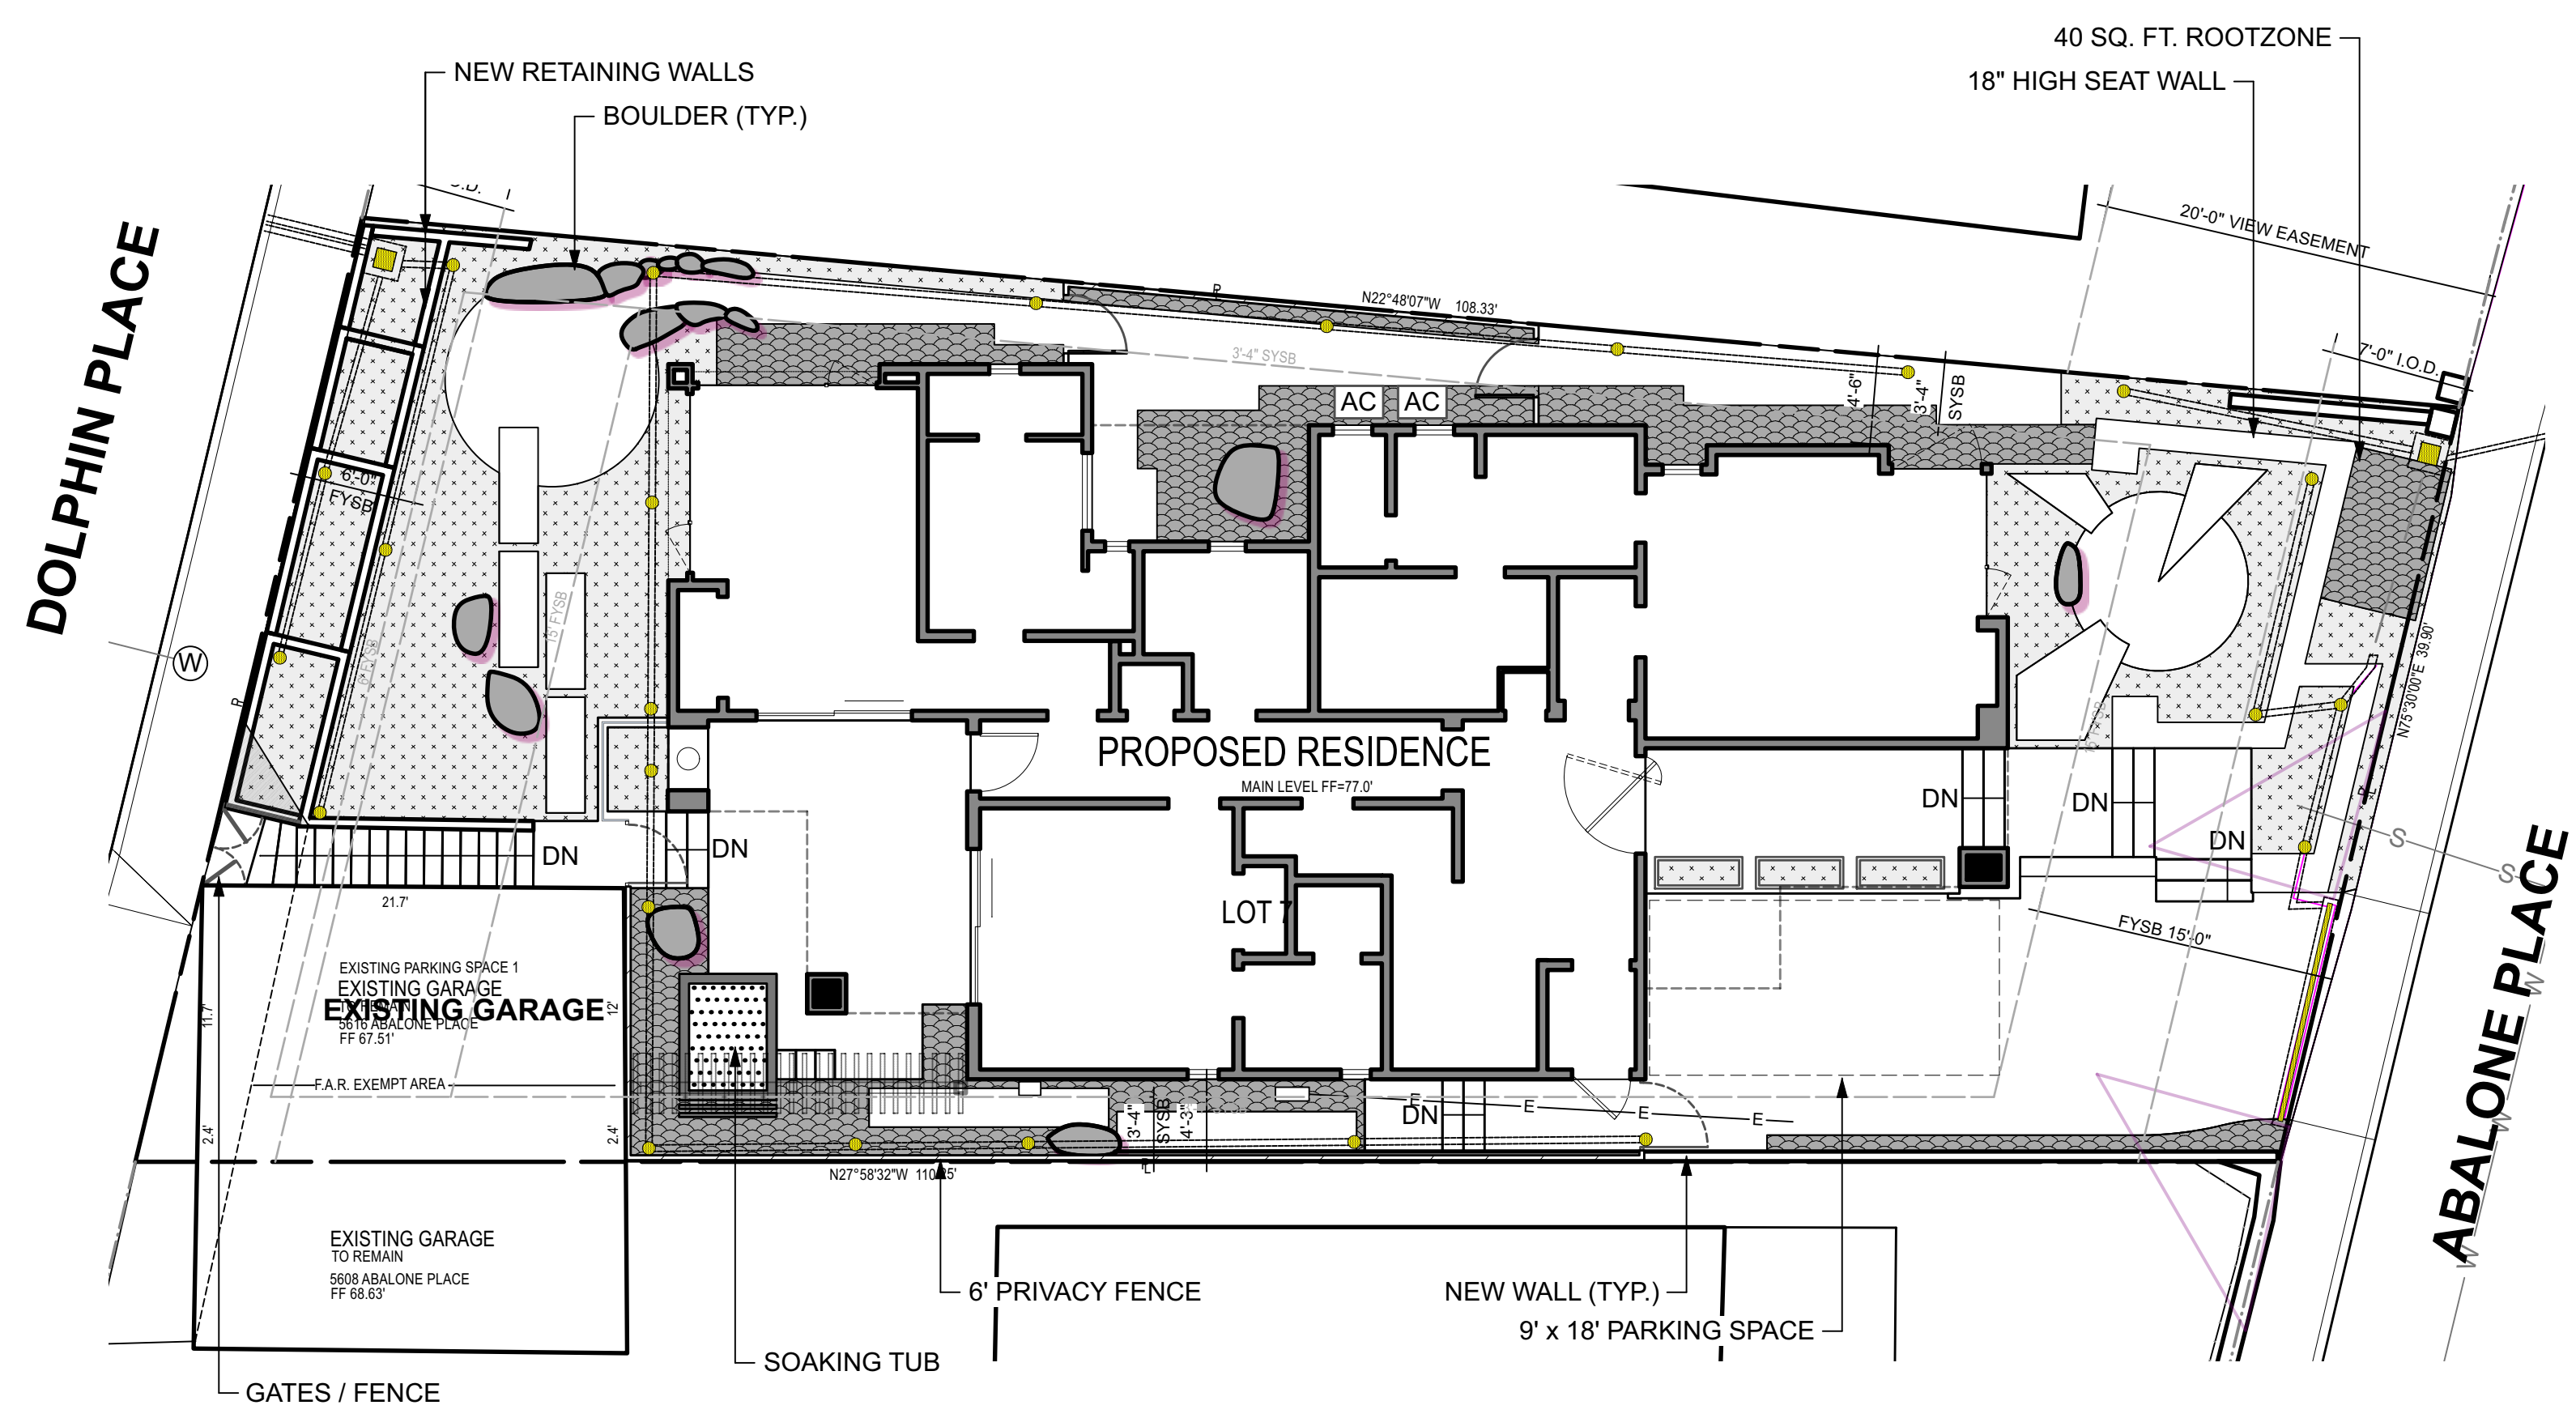 40 SQ. FT. ROOTZONE
18" HIGH SEAT WALL
NEW RETAINING WALLS
BOULDER (TYP.)
DOLPHIN PLACE
20'-0" VIEW EASEMENT
7'-0" I.O.D.
N22°48'07"W 108.33'
3'-4" SYSB
4'-6"
3'-4"
SYSB
AC
AC
6'-0"
FYSB
15' FYSB
6' FYSB
W
N75°30'00"E 39.90'
15' FYSB
PROPOSED RESIDENCE
MAIN LEVEL FF=77.0'
LOT 7
DN
DN
DN
DN
DN
S
S
FYSB 15'-0"
ABALONE PLACE
W
W
W
21.7'
11.7'
12'
EXISTING PARKING SPACE 1
EXISTING GARAGE
TO REMAIN
EXISTING GARAGE
5616 ABALONE PLACE
FF 67.51'
F.A.R. EXEMPT AREA
2.4'
2.4'
3'-4"
SYSB
4'-3"
DN
E
E
E
E
N27°58'32"W
EXISTING GARAGE
TO REMAIN
5608 ABALONE PLACE
FF 68.63'
6' PRIVACY FENCE
NEW WALL (TYP.)
9' x 18' PARKING SPACE
SOAKING TUB
GATES / FENCE